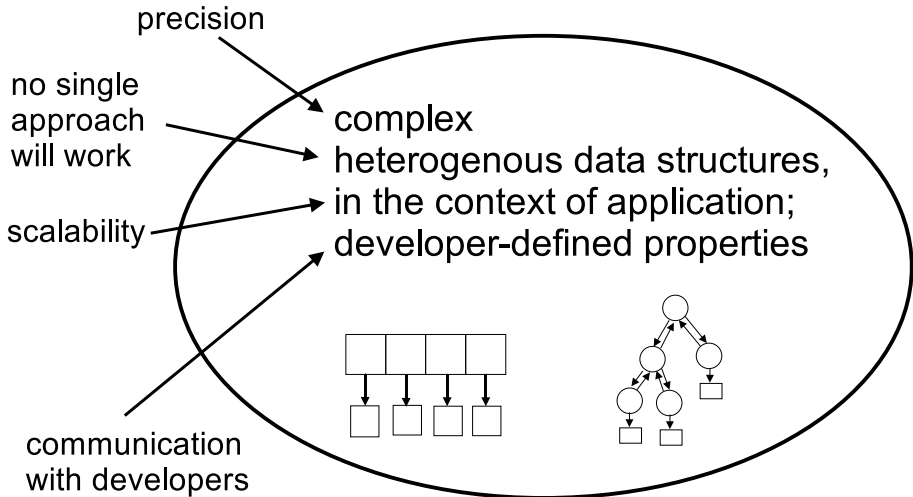 precision
no single
approach
will work
scalability
communication
with developers
complex
heterogenous data structures,
in the context of application;
developer-defined properties